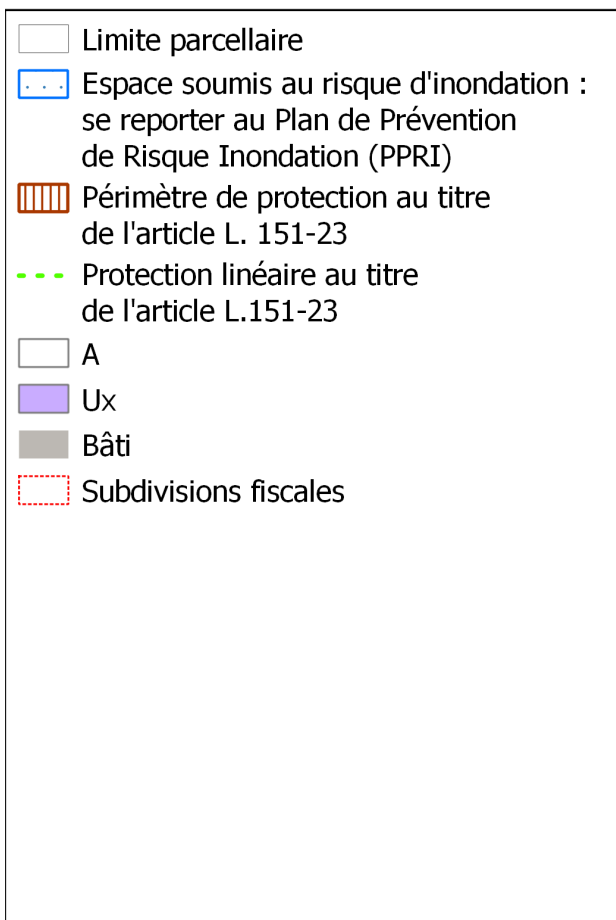 Limite parcellaire
Espace soumis au risque d'inondation :
se reporter au Plan de Prévention
de Risque Inondation (PPRI)
Périmètre de protection au titre
de l'article L. 151-23
Protection linéaire au titre
de l'article L.151-23
A
Ux
Bâti
Subdivisions fiscales